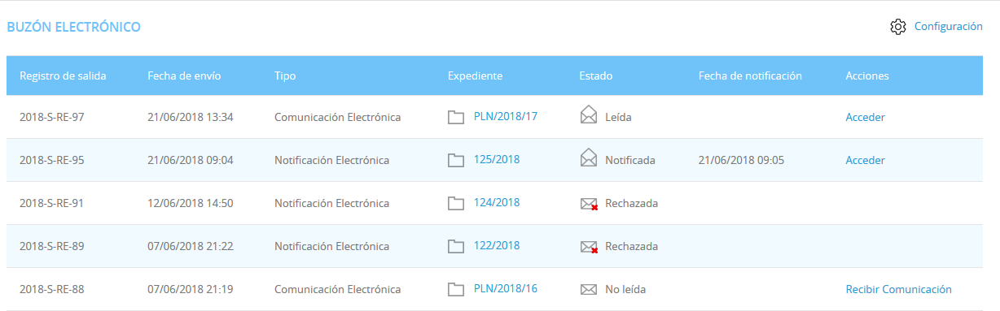 BUZÓN ELECTRÓNICO Configuración
Registro de salida Fecha de envío Tipo Expediente Estado Fecha de notificación Acciones
2018-S-RE-97 21/06/2018 13:34 Comunicación Electrónica PLN/2018/17 Leída Acceder
2018-S-RE-95 21/06/2018 09:04 Notificación Electrónica 125/2018 Notificada 21/06/2018 09:05 Acceder
2018-S-RE-91 12/06/2018 14:50 Notificación Electrónica 124/2018 Rechazada
2018-S-RE-89 07/06/2018 21:22 Notificación Electrónica 122/2018 Rechazada
2018-S-RE-88 07/06/2018 21:19 Comunicación Electrónica PLN/2018/16 No leída Recibir Comunicación